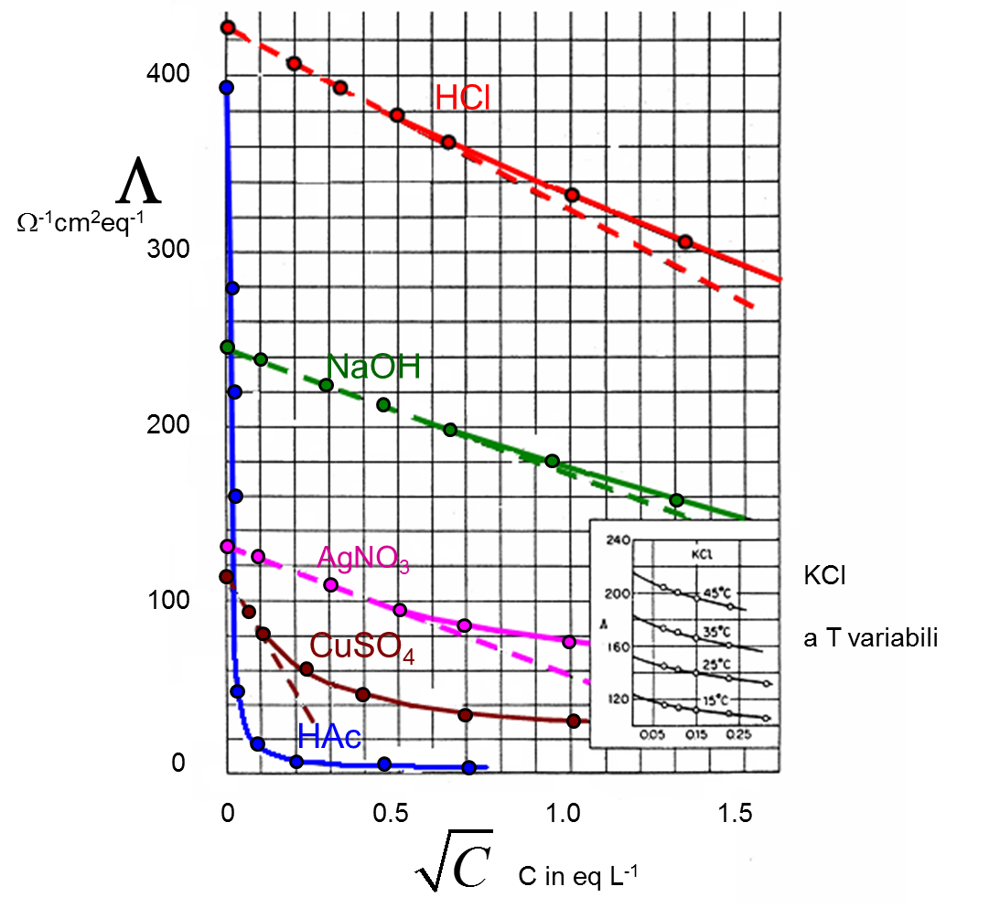 400
HCl
Λ
Ω⁻¹cm²eq⁻¹
300
NaOH
200
AgNO₃
100
CuSO₄
HAc
0
0 0.5 1.0 1.5
√C C in eq L⁻¹
240
KCl
200
45°C
Λ
35°C
160
25°C
120
15°C
0.05 0.15 0.25
KCl
a T variabili